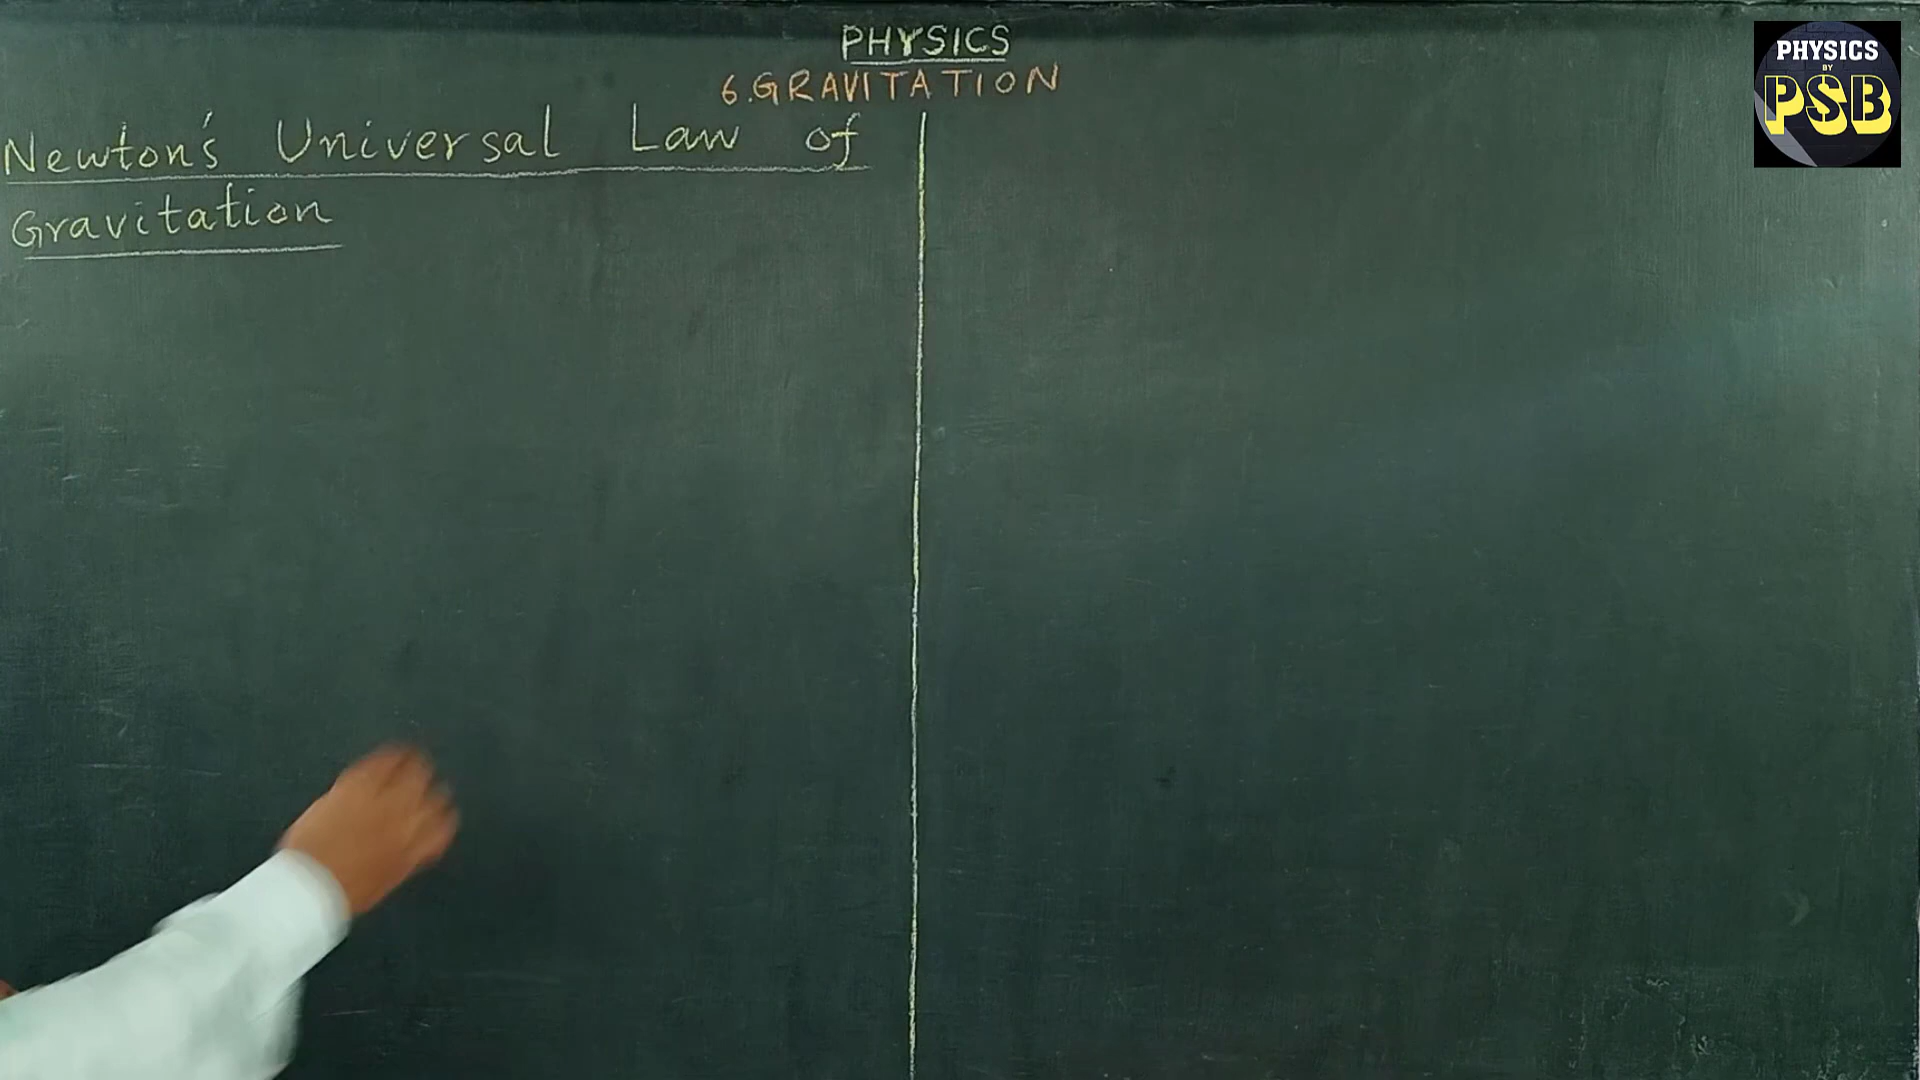 PHYSICS
6.GRAVITATION
Newton's Universal Law of
Gravitation
PHYSICS
BY
PSB